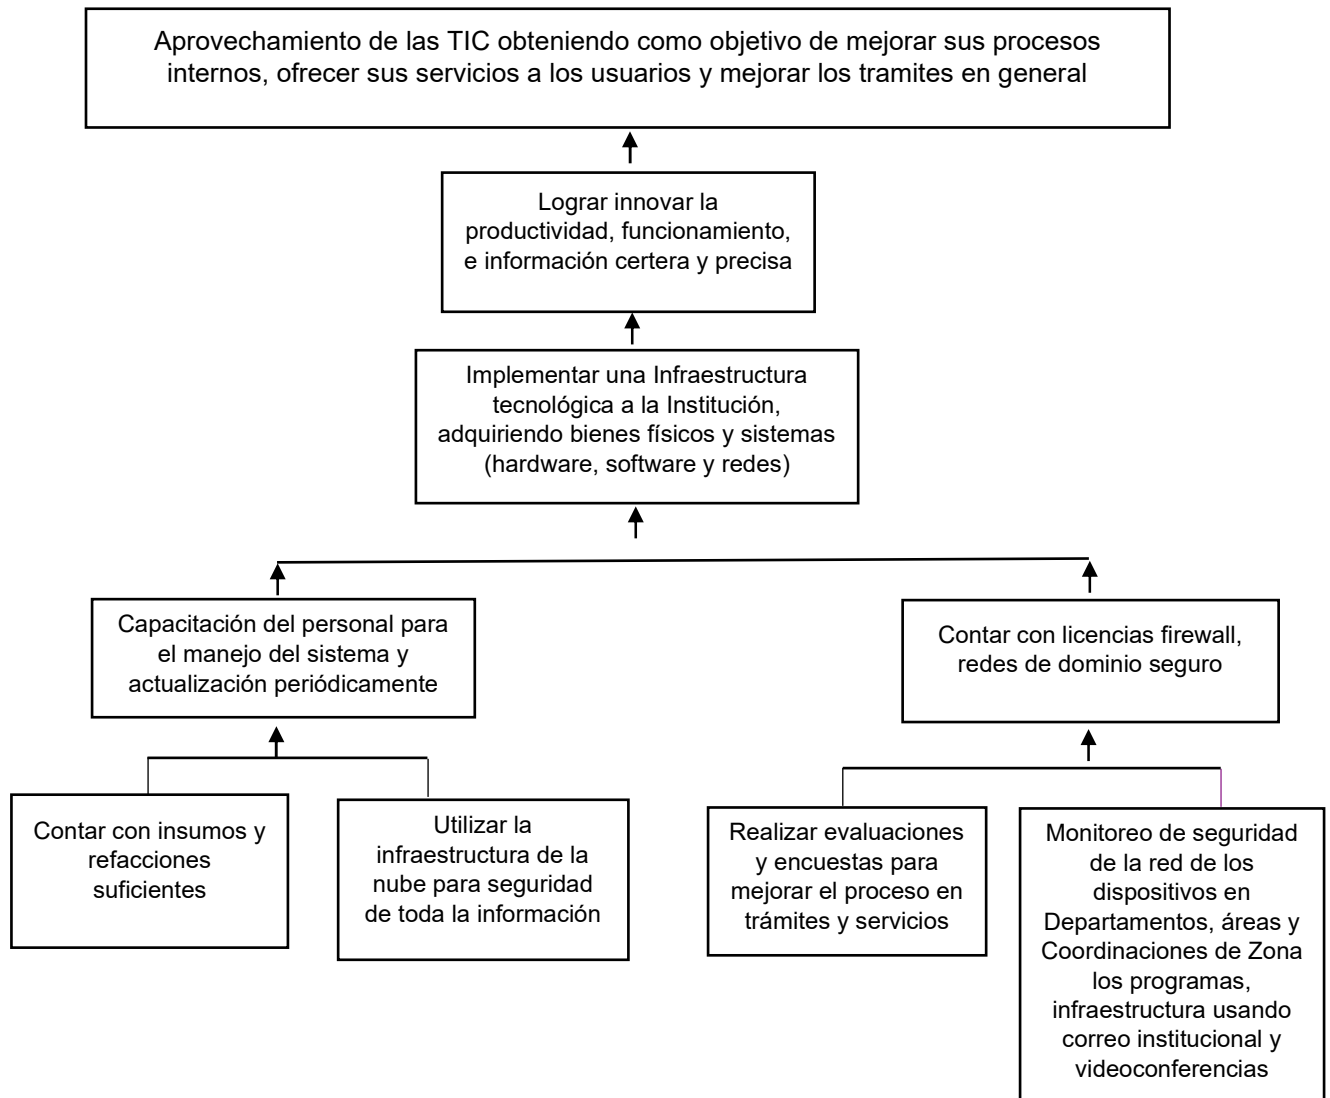 Aprovechamiento de las TIC obteniendo como objetivo de mejorar sus procesos
internos, ofrecer sus servicios a los usuarios y mejorar los tramites en general
Lograr innovar la
productividad, funcionamiento,
e información certera y precisa
Implementar una Infraestructura
tecnológica a la Institución,
adquiriendo bienes físicos y sistemas
(hardware, software y redes)
Capacitación del personal para
el manejo del sistema y
actualización periódicamente
Contar con licencias firewall,
redes de dominio seguro
Contar con insumos y
refacciones
suficientes
Utilizar la
infraestructura de la
nube para seguridad
de toda la información
Realizar evaluaciones
y encuestas para
mejorar el proceso en
trámites y servicios
Monitoreo de seguridad
de la red de los
dispositivos en
Departamentos, áreas y
Coordinaciones de Zona
los programas,
infraestructura usando
correo institucional y
videoconferencias